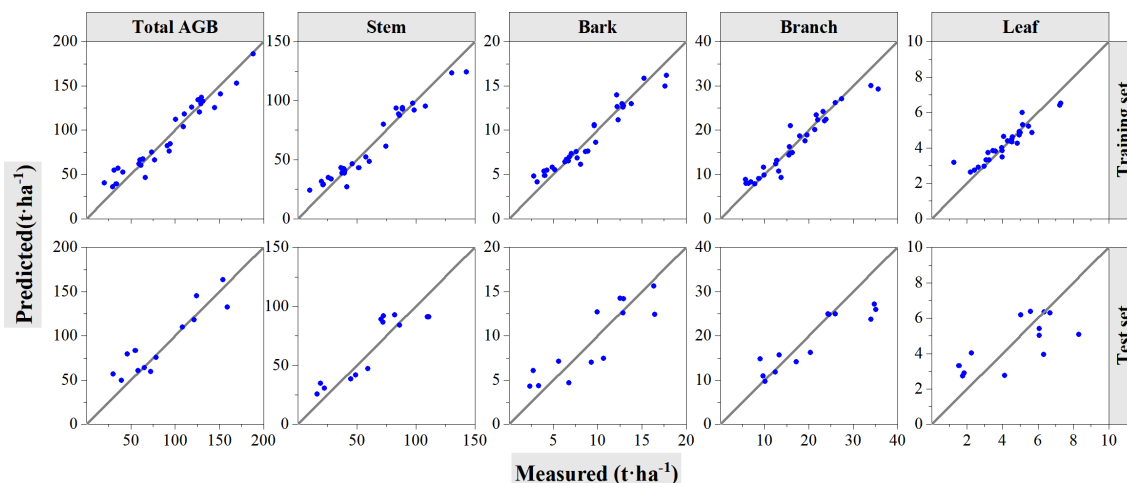 Total AGB Stem Bark Branch Leaf
200 150 20 40 10
150 100 15 30 8
100 50 10 20 6
50 5 10 4
0 0 0 0 2
0
Training set
200 150 20 40 10
150 100 15 30 8
100 50 10 20 6
50 5 10 4
0 0 0 0 2
0
Test set
50 100 150 200 50 100 150 5 10 15 20 10 20 30 40 2 4 6 8 10
Predicted(t·ha⁻¹)
Measured (t·ha⁻¹)